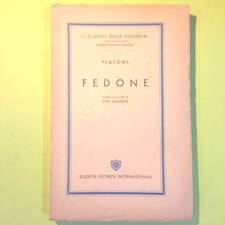 I CLASSICI DELLA FILOSOFIA
PLATONE
FEDONE
SOCIETÀ EDITRICE INTERNAZIONALE